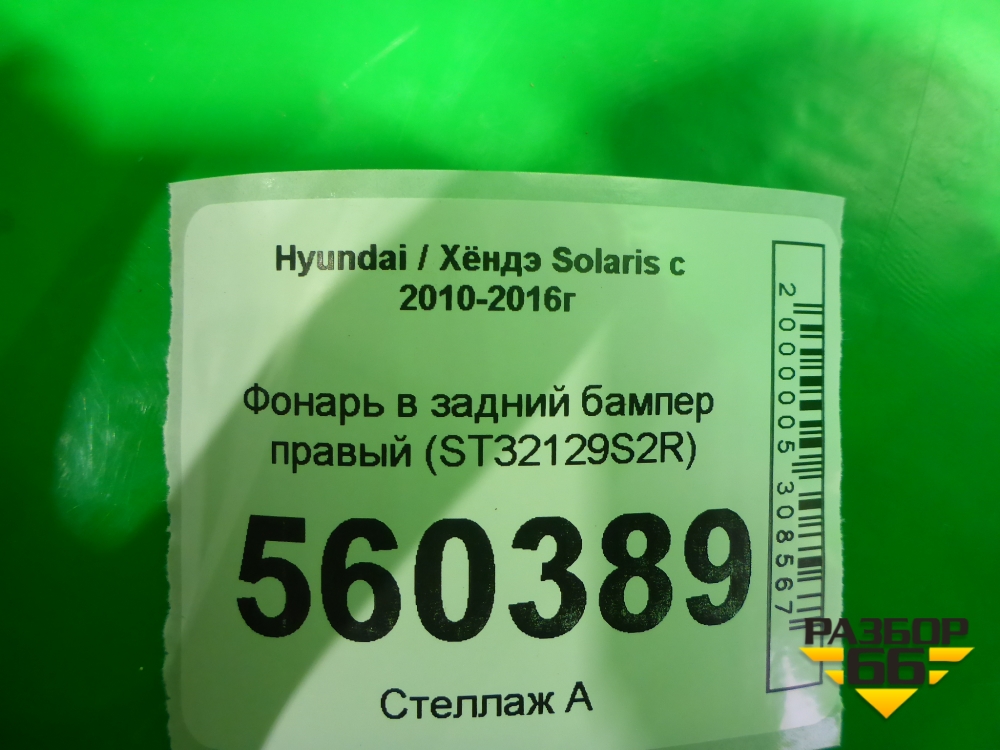 Hyundai / Хёндэ Solaris с
2010-2016г
Фонарь в задний бампер
правый (ST32129S2R)
560389
Стеллаж А
2000005308567
РАЗБОР
66